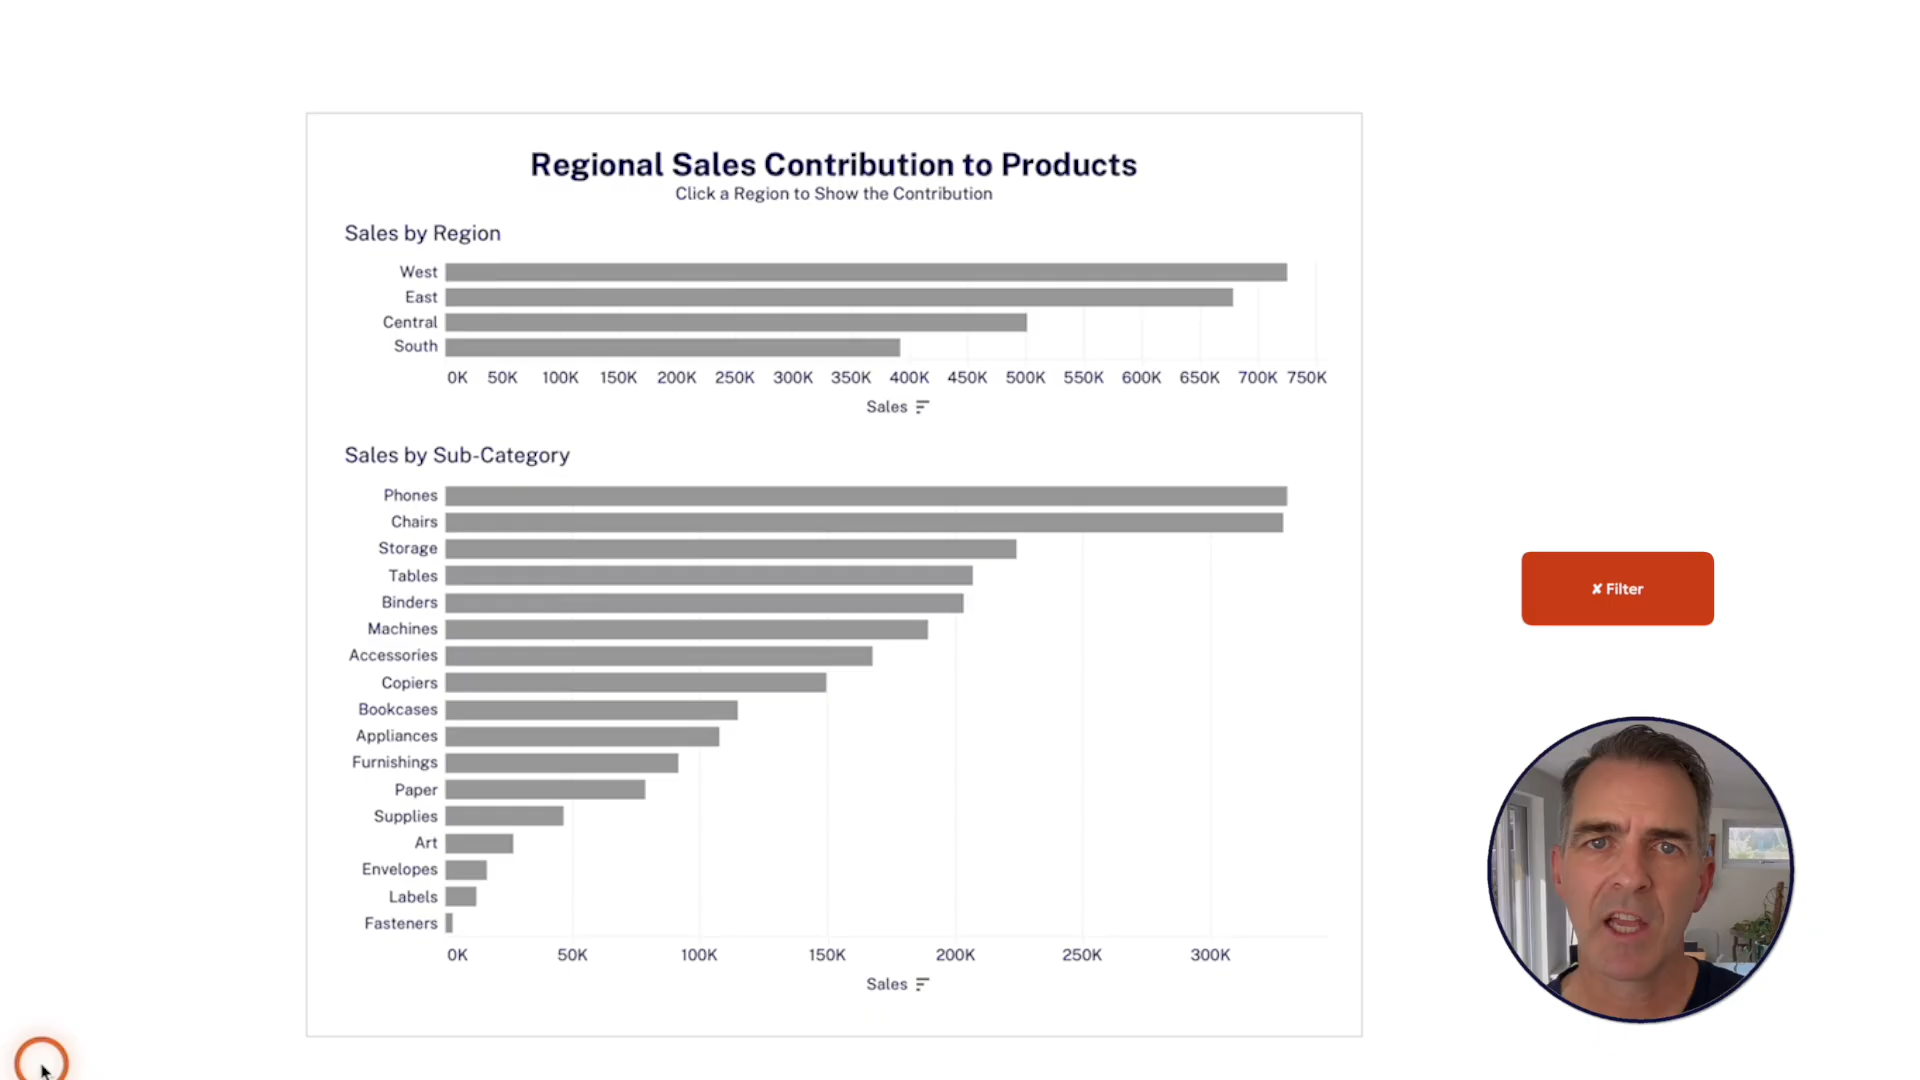 Regional Sales Contribution to Products
Click a Region to Show the Contribution
Sales by Region
West
East
Central
South
0K 50K 100K 150K 200K 250K 300K 350K 400K 450K 500K 550K 600K 650K 700K 750K
Sales
Sales by Sub-Category
Phones
Chairs
Storage
Tables
Binders
Machines
Accessories
Copiers
Bookcases
Appliances
Furnishings
Paper
Supplies
Art
Envelopes
Labels
Fasteners
0K 50K 100K 150K 200K 250K 300K
Sales
✘ Filter